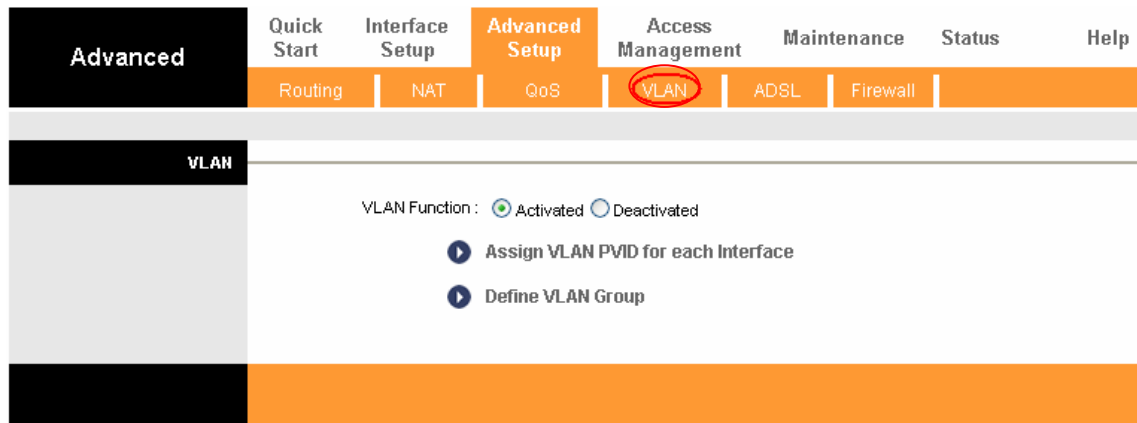 Advanced
Quick Start
Interface Setup
Advanced Setup
Access Management
Maintenance
Status
Help
Routing
NAT
QoS
VLAN
ADSL
Firewall
VLAN
VLAN Function : Activated Deactivated
Assign VLAN PVID for each Interface
Define VLAN Group